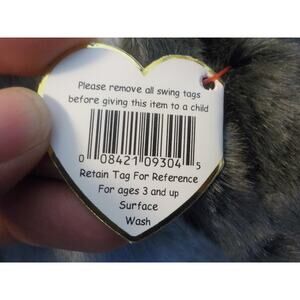 Please remove all swing tags
before giving this item to a child
0 08421 09304 5
Retain Tag For Reference
For ages 3 and up
Surface
Wash